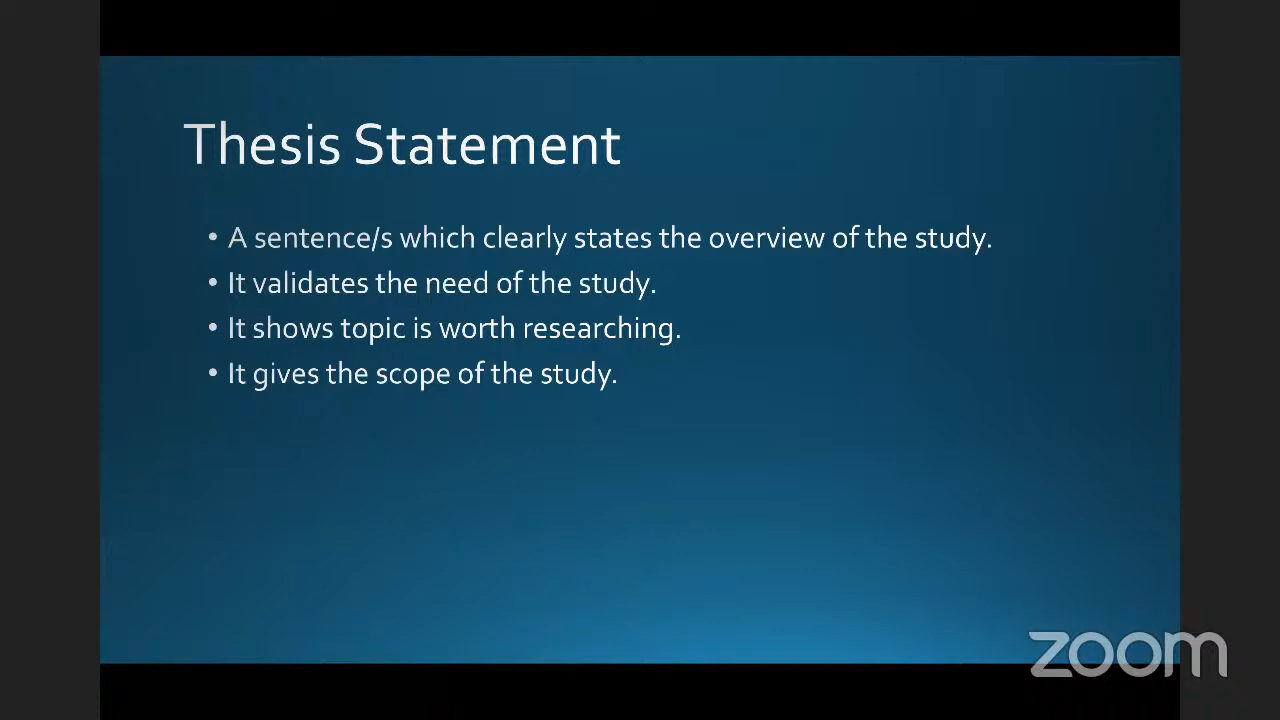 Thesis Statement
• A sentence/s which clearly states the overview of the study.
• It validates the need of the study.
• It shows topic is worth researching.
• It gives the scope of the study.
zoom